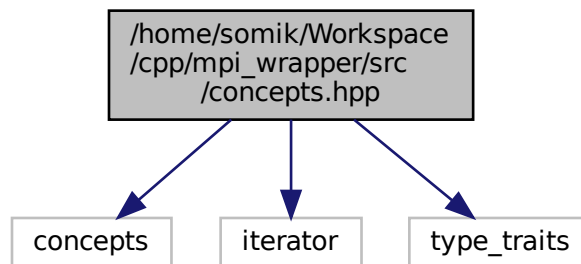 /home/somik/Workspace
/cpp/mpi_wrapper/src
/concepts.hpp
concepts
iterator
type_traits